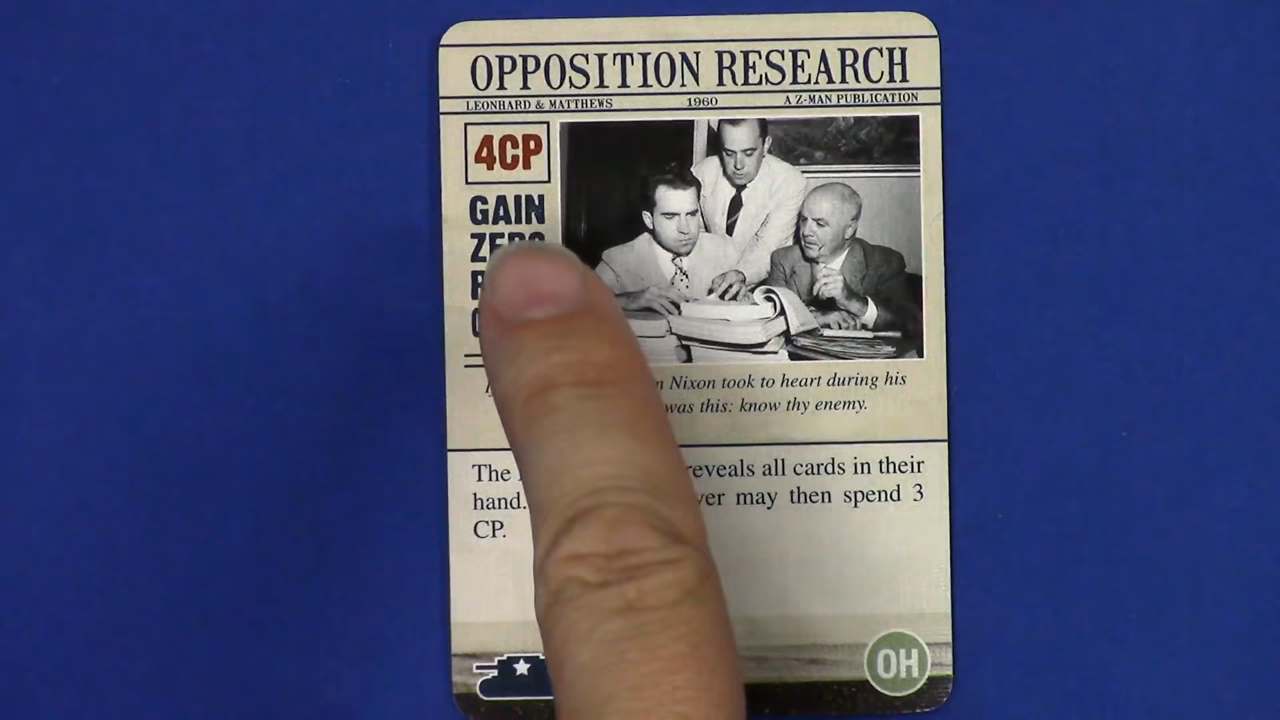 OPPOSITION RESEARCH
LEONHARD & MATTHEWS 1960 A Z-MAN PUBLICATION
4CP
GAIN
ZERO
Nixon took to heart during his
was this: know thy enemy.
The reveals all cards in their
hand. may then spend 3
CP.
OH